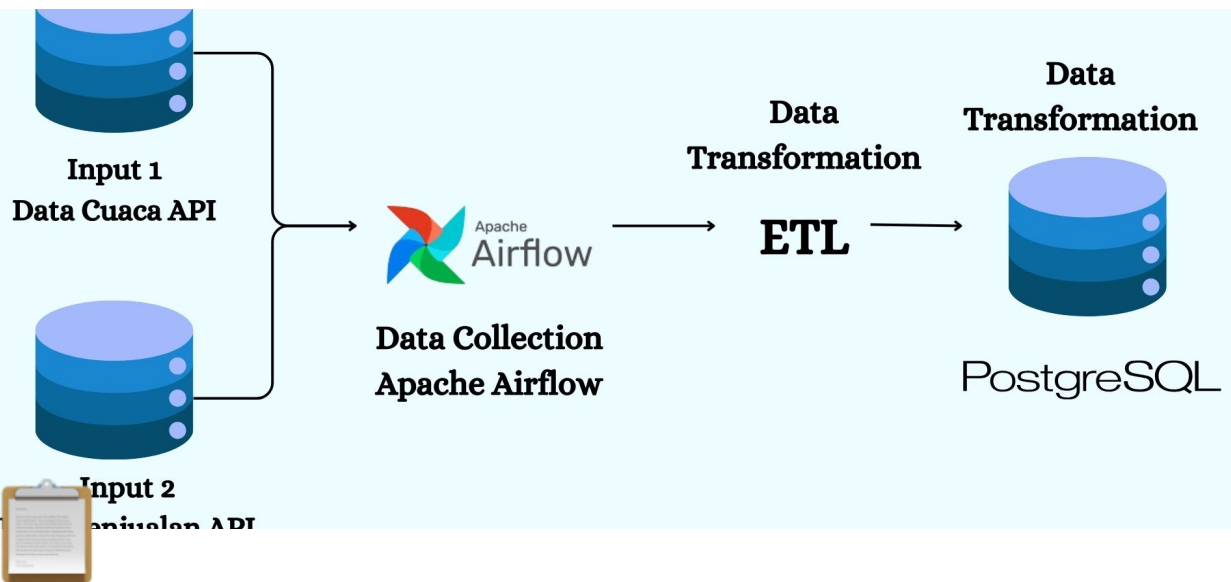 Input 1
Data Cuaca API
Input 2
API
Apache
Airflow
Data Collection
Apache Airflow
Data
Transformation
ETL
Data
Transformation
PostgreSQL